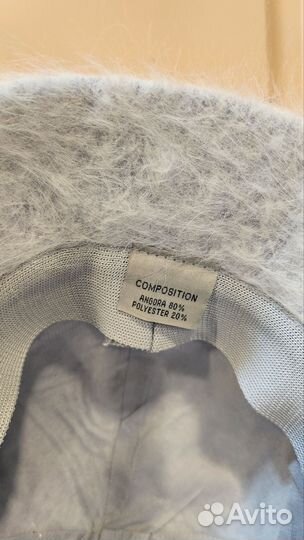 COMPOSITION
ANGORA 80%
POLYESTER 20%
Avito